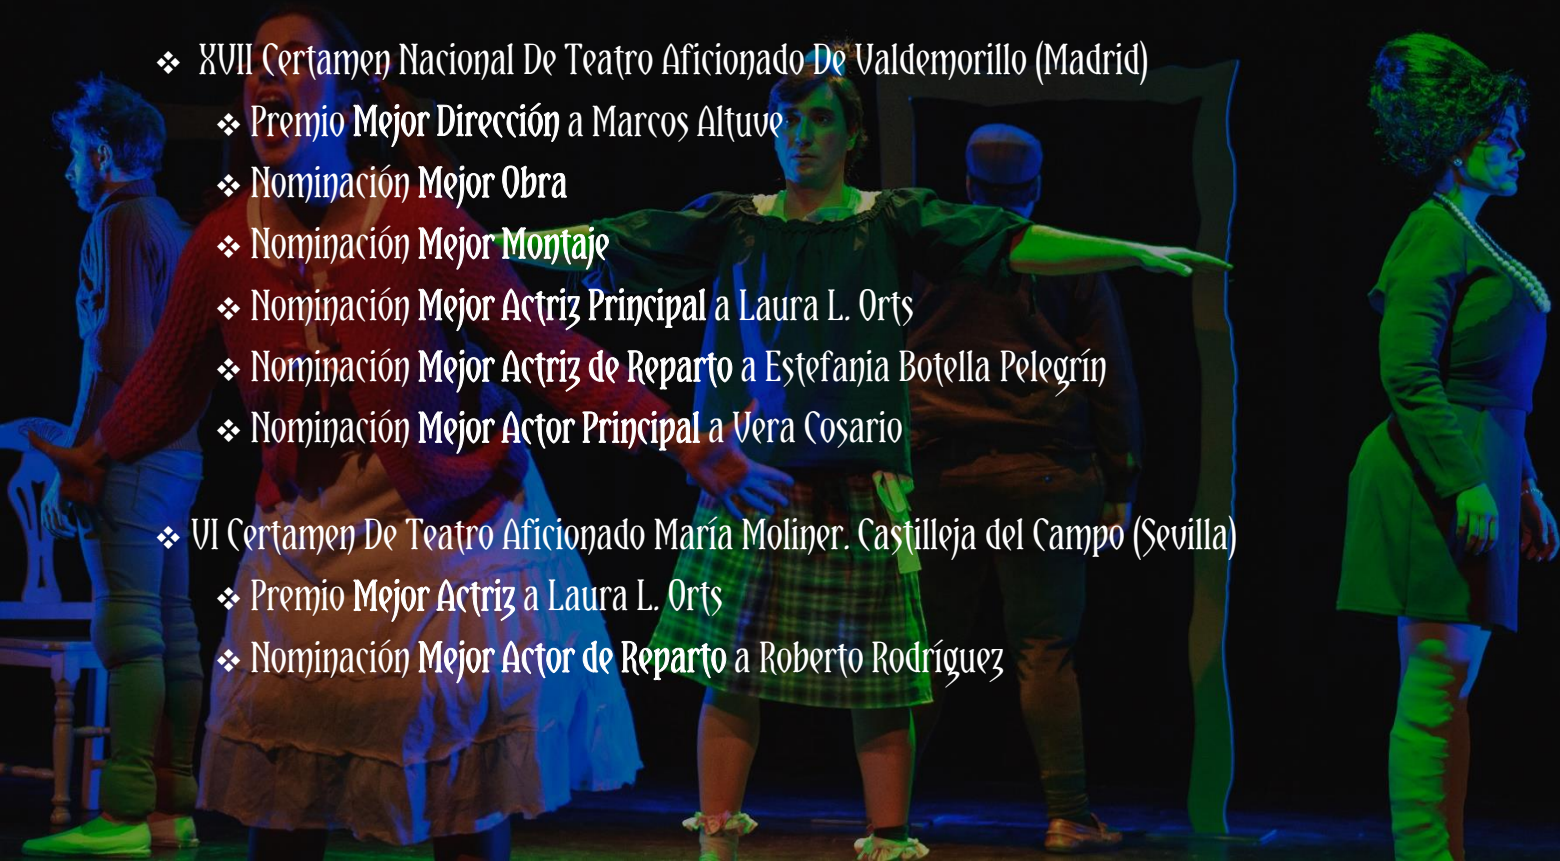 ❖ XVII Certamen Nacional De Teatro Aficionado De Valdemorillo (Madrid)
❖ Premio Mejor Dirección a Marcos Altuve
❖ Nominación Mejor Obra
❖ Nominación Mejor Montaje
❖ Nominación Mejor Actriz Principal a Laura L. Orts
❖ Nominación Mejor Actriz de Reparto a Estefania Botella Pelegrín
❖ Nominación Mejor Actor Principal a Vera Cosario
❖ VI Certamen De Teatro Aficionado María Moliner. Castilleja del Campo (Sevilla)
❖ Premio Mejor Actriz a Laura L. Orts
❖ Nominación Mejor Actor de Reparto a Roberto Rodríguez